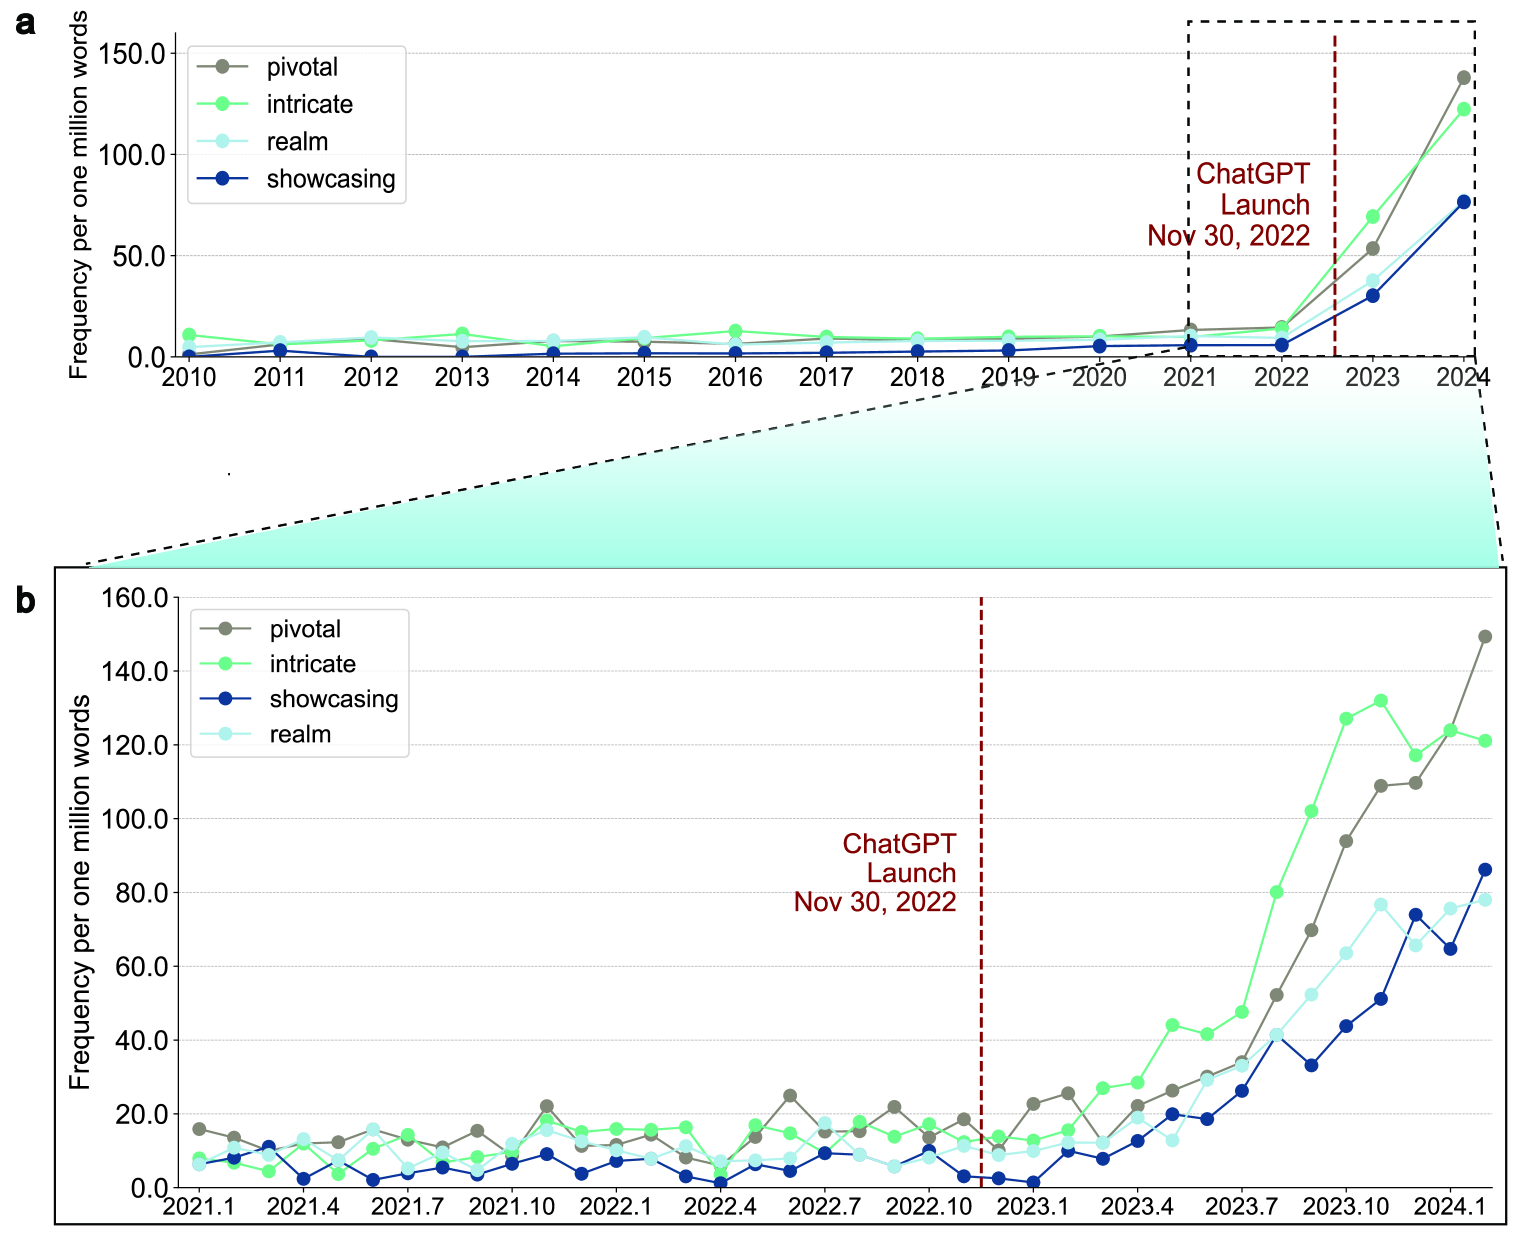 a
Frequency per one million words
150.0
100.0
50.0
0.0
pivotal
intricate
realm
showcasing
ChatGPT
Launch
Nov 30, 2022
2010 2011 2012 2013 2014 2015 2016 2017 2018 2019 2020 2021 2022 2023 2024
b
Frequency per one million words
160.0
140.0
120.0
100.0
80.0
60.0
40.0
20.0
0.0
pivotal
intricate
showcasing
realm
ChatGPT
Launch
Nov 30, 2022
2021.1 2021.4 2021.7 2021.10 2022.1 2022.4 2022.7 2022.10 2023.1 2023.4 2023.7 2023.10 2024.1